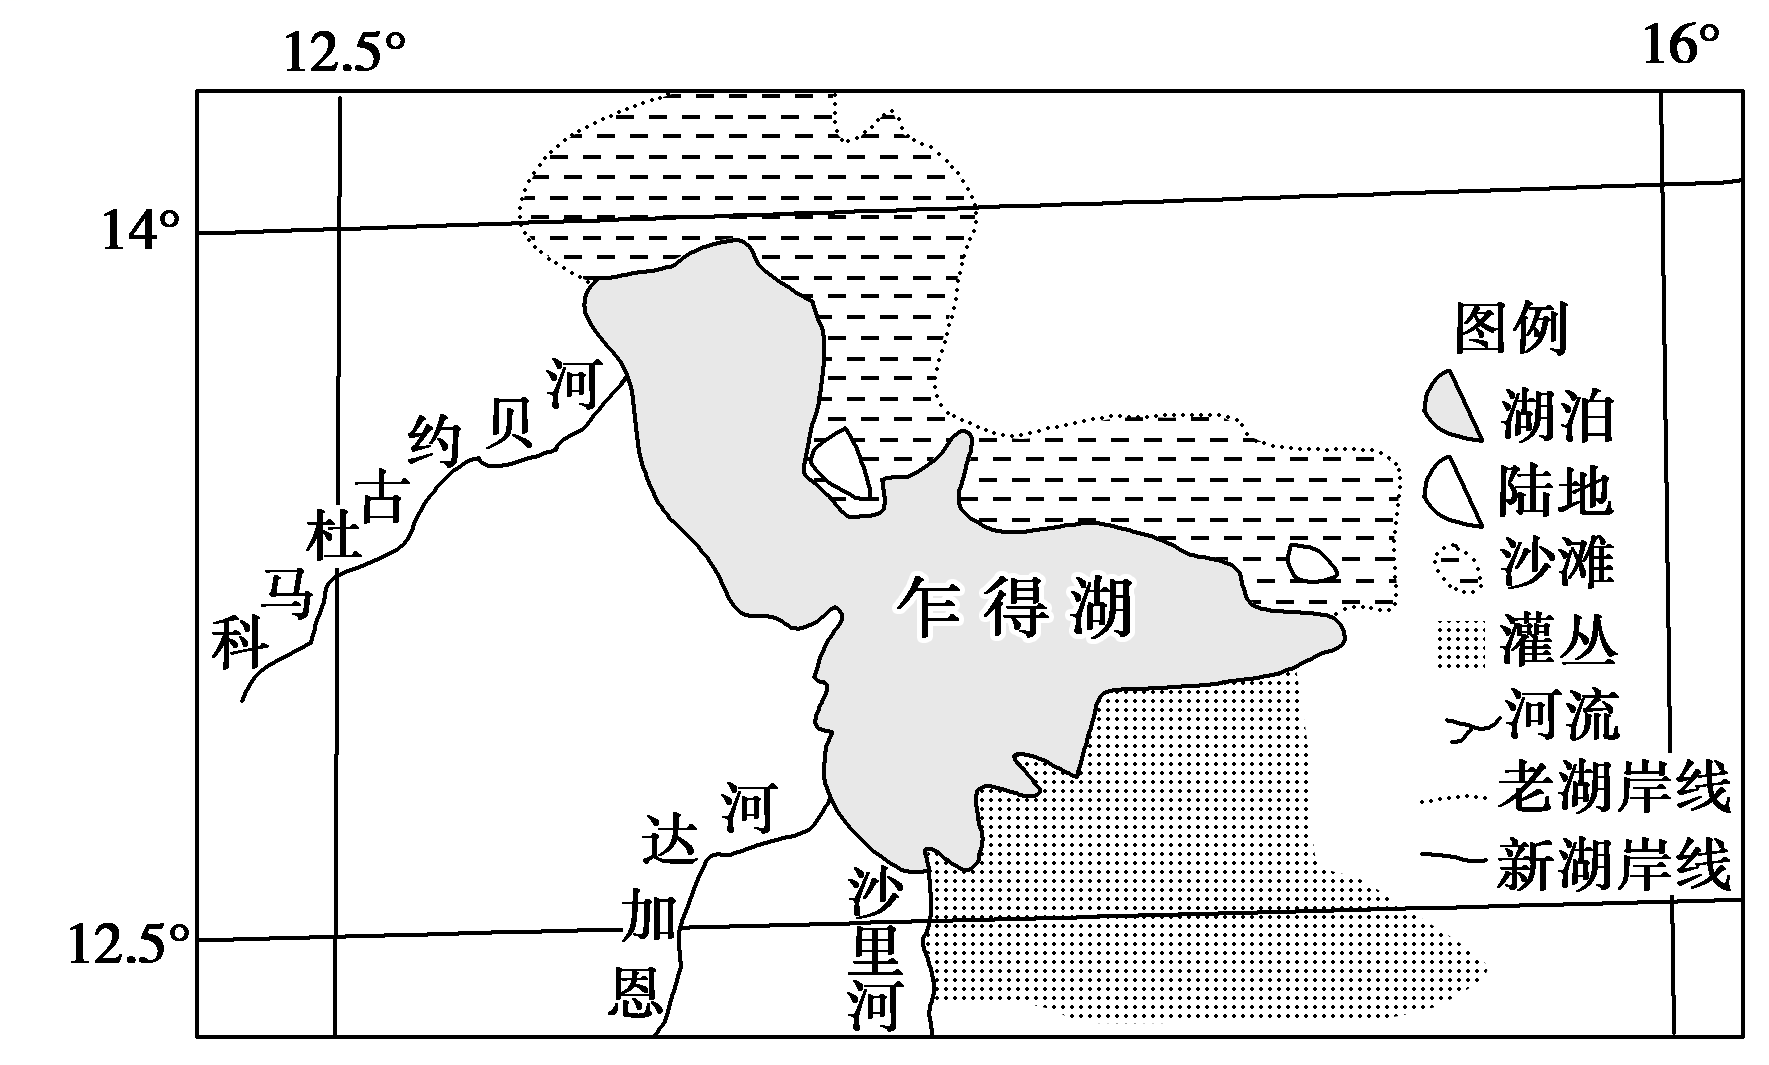 12.5°
16°
14°
12.5°
科马杜古约贝河
乍得湖
恩加达河
沙里河
图例
湖泊
陆地
沙滩
灌丛
河流
老湖岸线
新湖岸线